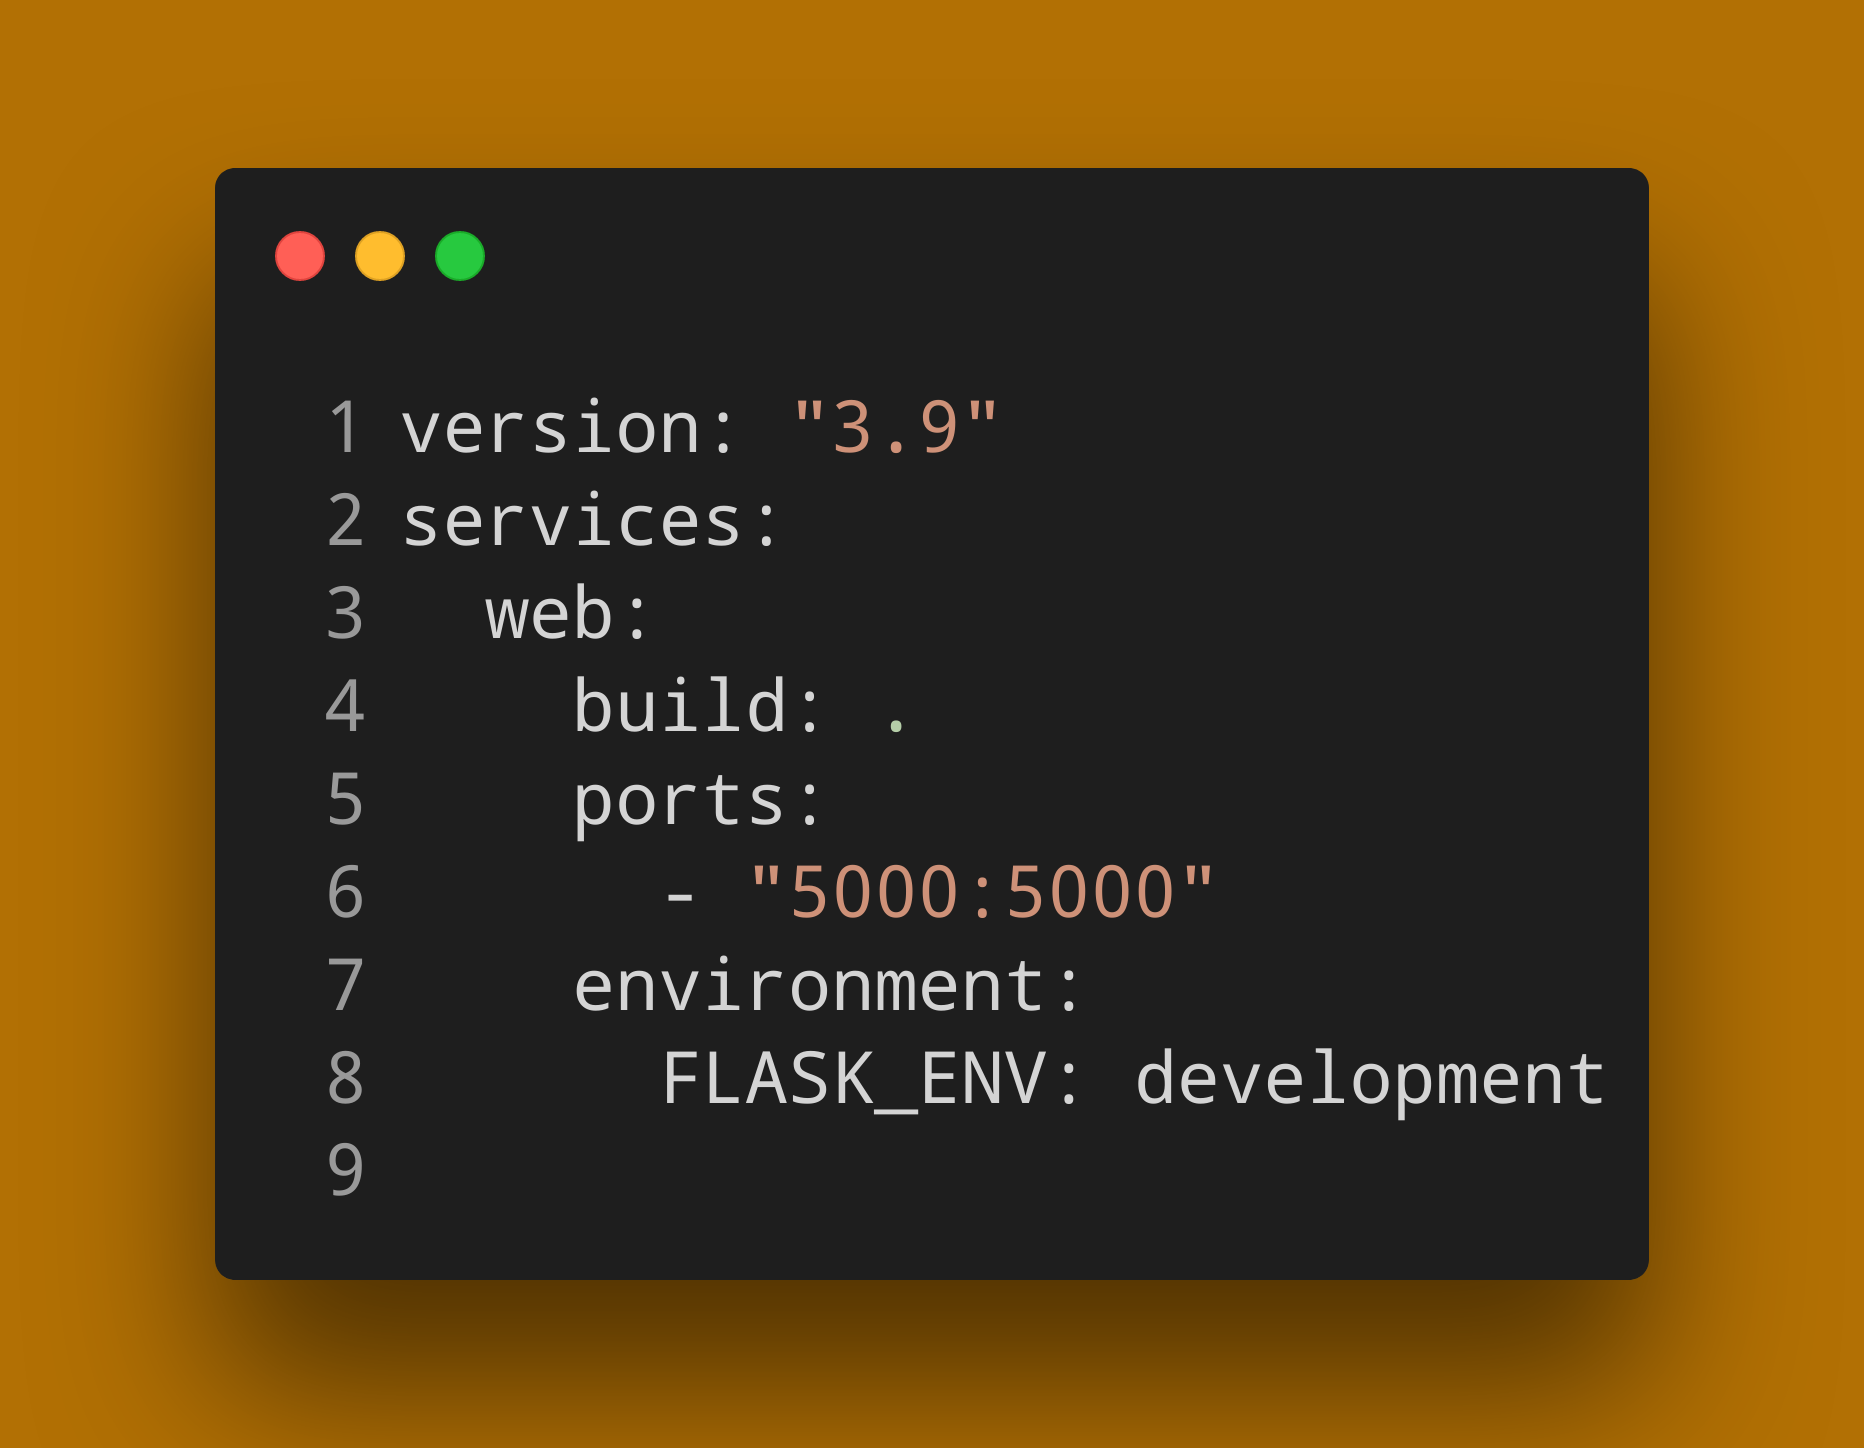 1 version: "3.9"
2 services:
3   web:
4     build: .
5     ports:
6       - "5000:5000"
7     environment:
8       FLASK_ENV: development
9